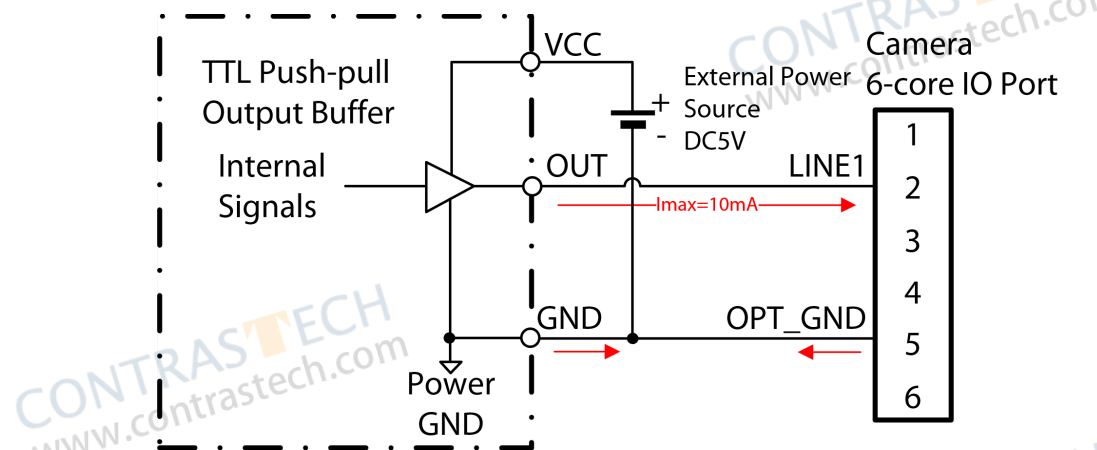 CONTRASTECH
www.contrastech.com
Camera
6-core IO Port
VCC
TTL Push-pull
Output Buffer
+
External Power
Source
DC5V
-
1
Internal
Signals
OUT
LINE1
2
Imax=10mA
3
4
GND
OPT_GND
5
6
Power
GND
CONTRASTECH
www.contrastech.com